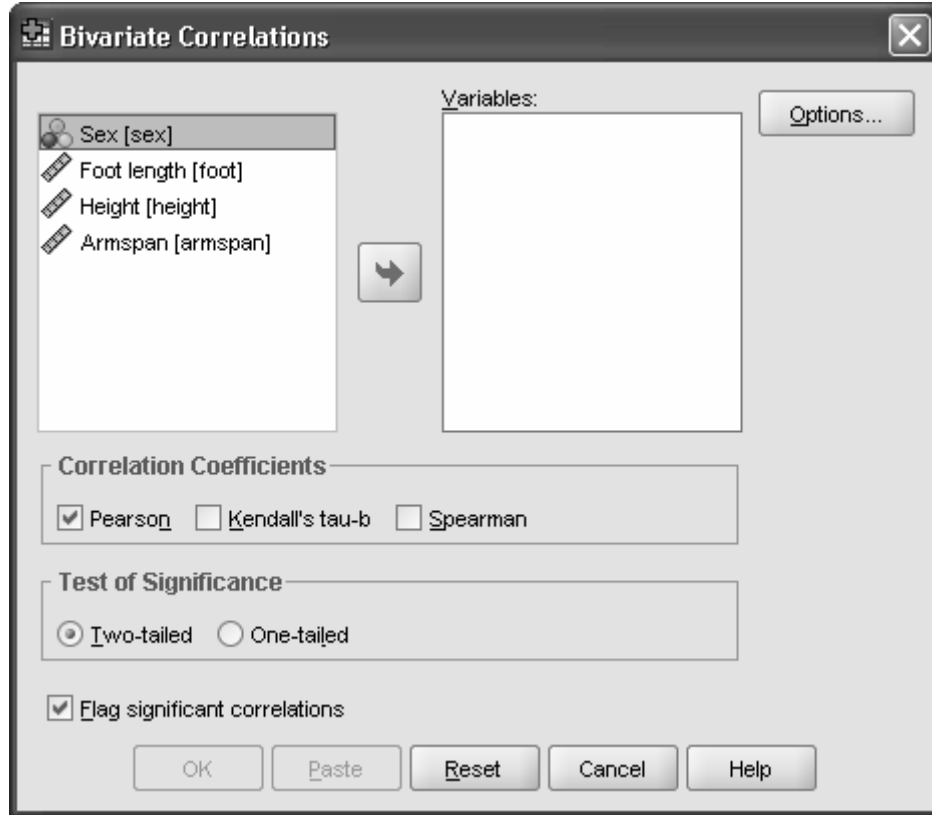 Bivariate Correlations
Variables:
Options...
Sex [sex]
Foot length [foot]
Height [height]
Armspan [armspan]
Correlation Coefficients
Pearson Kendall's tau-b Spearman
Test of Significance
Two-tailed One-tailed
Flag significant correlations
OK Paste Reset Cancel Help